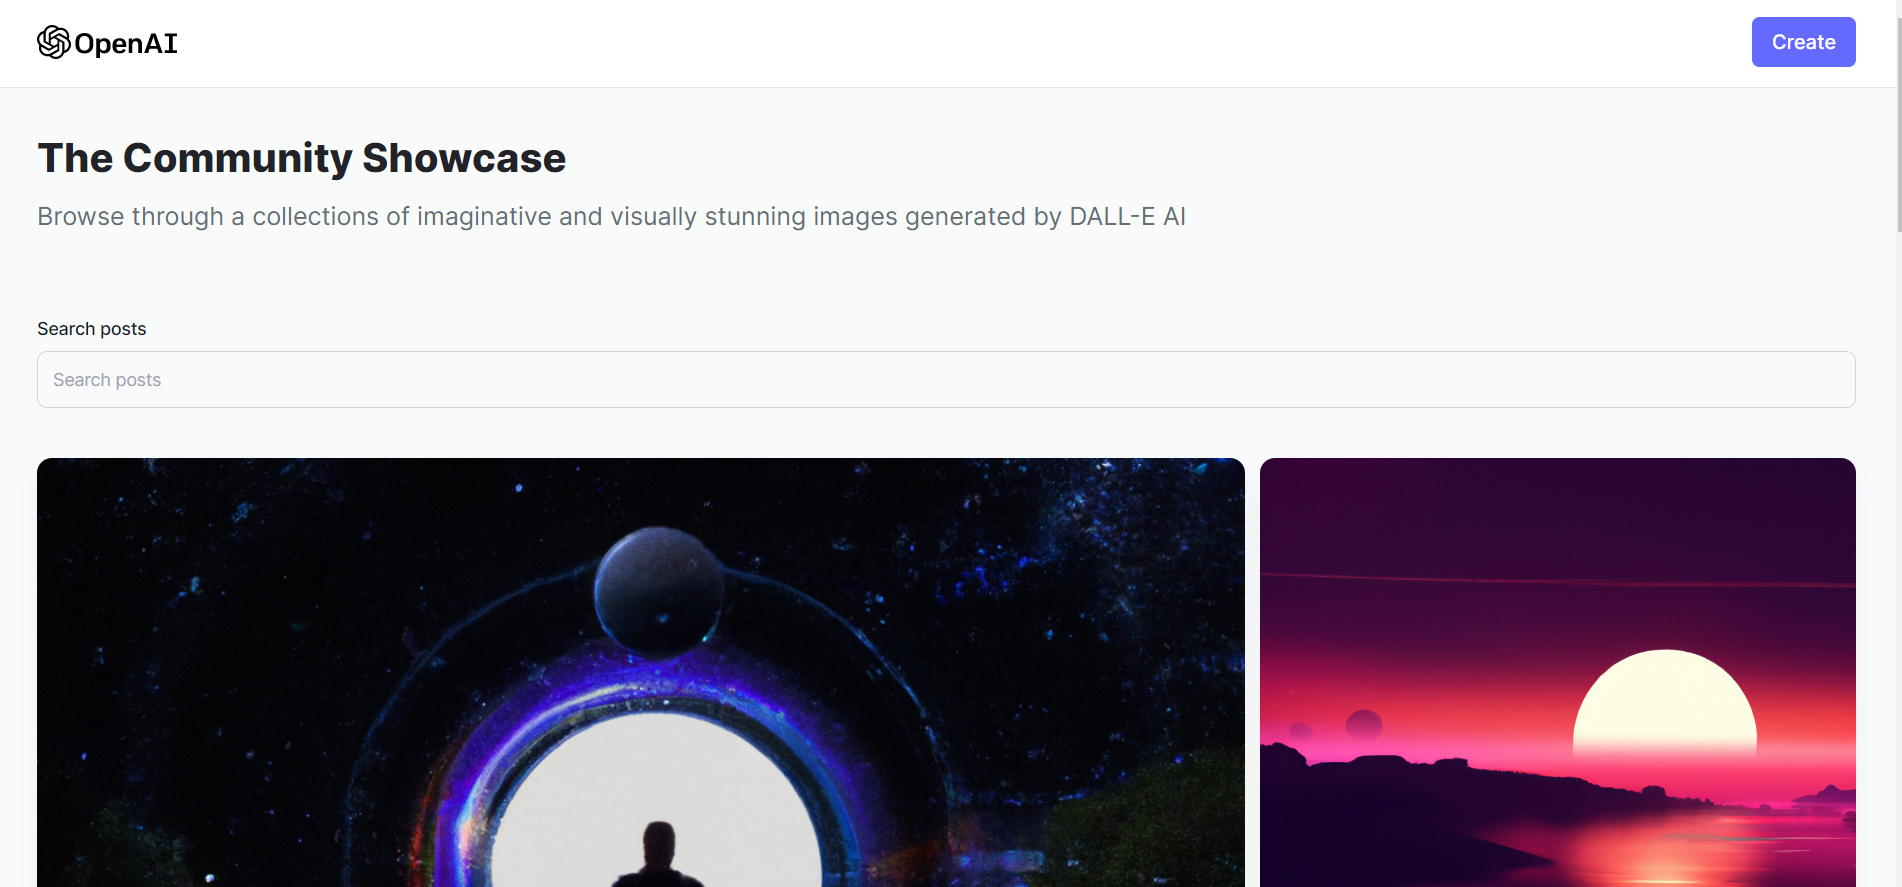 OpenAI
Create
The Community Showcase
Browse through a collections of imaginative and visually stunning images generated by DALL-E AI
Search posts
Search posts